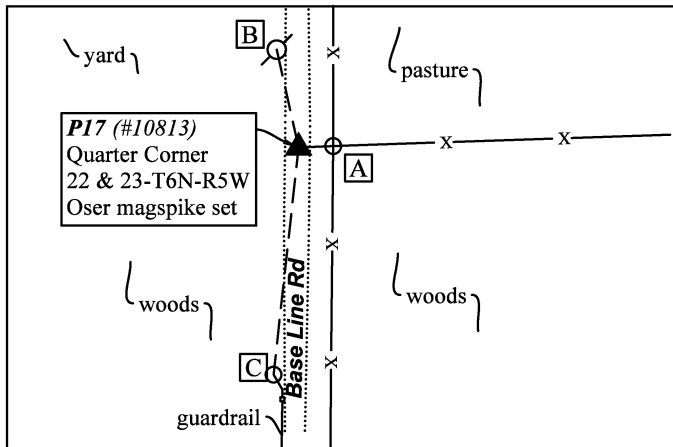 B
yard
pasture
P17 (#10813)
Quarter Corner
22 & 23-T6N-R5W
Oser magspike set
A
x
x
x
x
x
Base Line Rd
woods
woods
C
guardrail